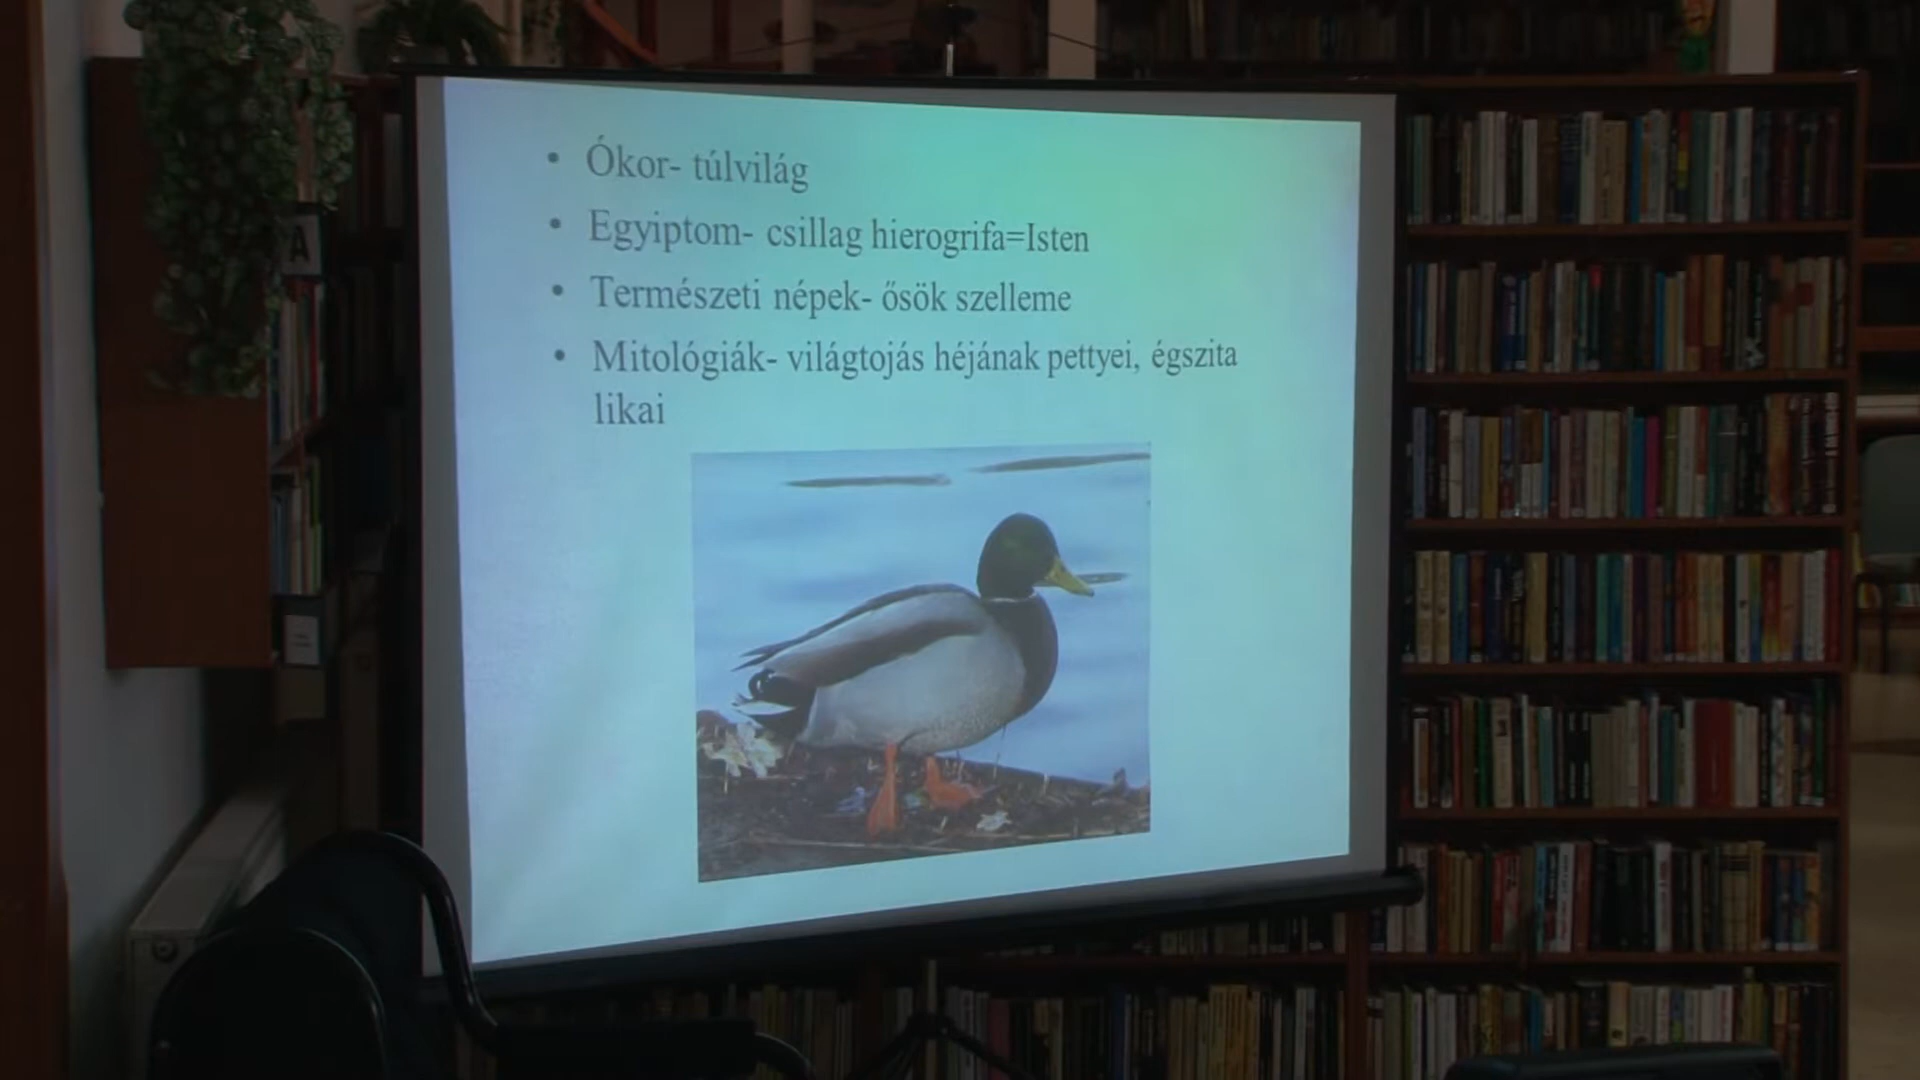 • Ókor- túlvilág
• Egyiptom- csillag hierogrifa=Isten
• Természeti népek- ősök szelleme
• Mitológiák- világtojás héjának pettyei, égszita
likai
A